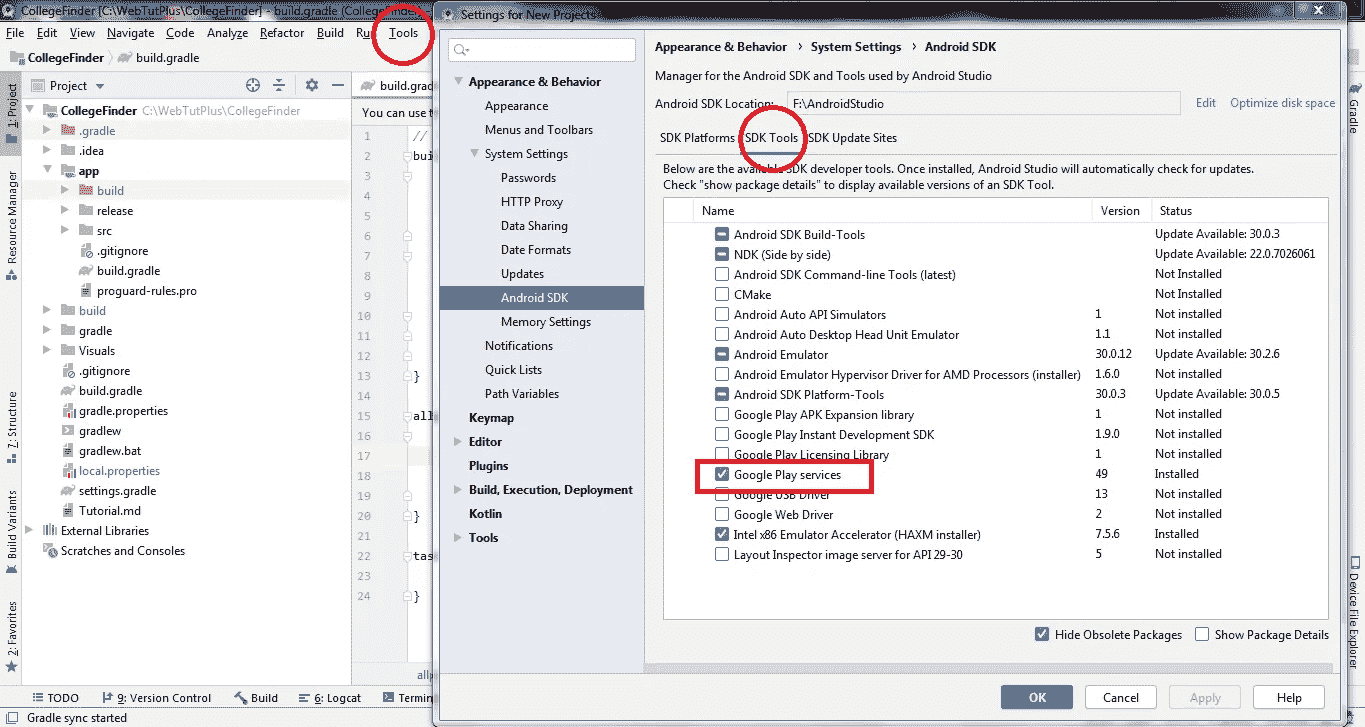 CollegeFinder [C:\WebTutPlus\CollegeFinder] - build.gradle (CollegeFinder)
File Edit View Navigate Code Analyze Refactor Build Ru Tools
CollegeFinder build.gradle
1: Project
Resource Manager
7: Structure
Build Variants
2: Favorites
Project
CollegeFinder C:\WebTutPlus\CollegeFinder
.gradle
.idea
app
build
release
src
.gitignore
build.gradle
proguard-rules.pro
build
gradle
Visuals
.gitignore
build.gradle
gradle.properties
gradlew
gradlew.bat
local.properties
settings.gradle
Tutorial.md
External Libraries
Scratches and Consoles
build.grad
You can use t
1 //
2 bui
3
4
5
6
7
8
9
10
11
12
13 }
15 all
16
17
18
19
20 }
22 tas
23
24 }
allp
Settings for New Projects
Appearance & Behavior
Appearance
Menus and Toolbars
System Settings
Passwords
HTTP Proxy
Data Sharing
Date Formats
Updates
Android SDK
Memory Settings
Notifications
Quick Lists
Path Variables
Keymap
Editor
Plugins
Build, Execution, Deployment
Kotlin
Tools
Appearance & Behavior › System Settings › Android SDK
Manager for the Android SDK and Tools used by Android Studio
Android SDK Location: F:\AndroidStudio Edit Optimize disk space
SDK Platforms SDK Tools SDK Update Sites
Below are the available SDK developer tools. Once installed, Android Studio will automatically check for updates.
Check "show package details" to display available versions of an SDK Tool.
Name Version Status
Android SDK Build-Tools Update Available: 30.0.3
NDK (Side by side) Update Available: 22.0.7026061
Android SDK Command-line Tools (latest) Not Installed
CMake Not Installed
Android Auto API Simulators 1 Not installed
Android Auto Desktop Head Unit Emulator 1.1 Not installed
Android Emulator 30.0.12 Update Available: 30.2.6
Android Emulator Hypervisor Driver for AMD Processors (installer) 1.6.0 Not installed
Android SDK Platform-Tools 30.0.3 Update Available: 30.0.5
Google Play APK Expansion library 1 Not installed
Google Play Instant Development SDK 1.9.0 Not installed
Google Play Licensing Library 1 Not installed
Google Play services 49 Installed
Google USB Driver 13 Not installed
Google Web Driver 2 Not installed
Intel x86 Emulator Accelerator (HAXM installer) 7.5.6 Installed
Layout Inspector image server for API 29-30 5 Not installed
Hide Obsolete Packages Show Package Details
OK Cancel Apply Help
Gradle
Device File Explorer
TODO 9: Version Control Build 6: Logcat Termin
Gradle sync started